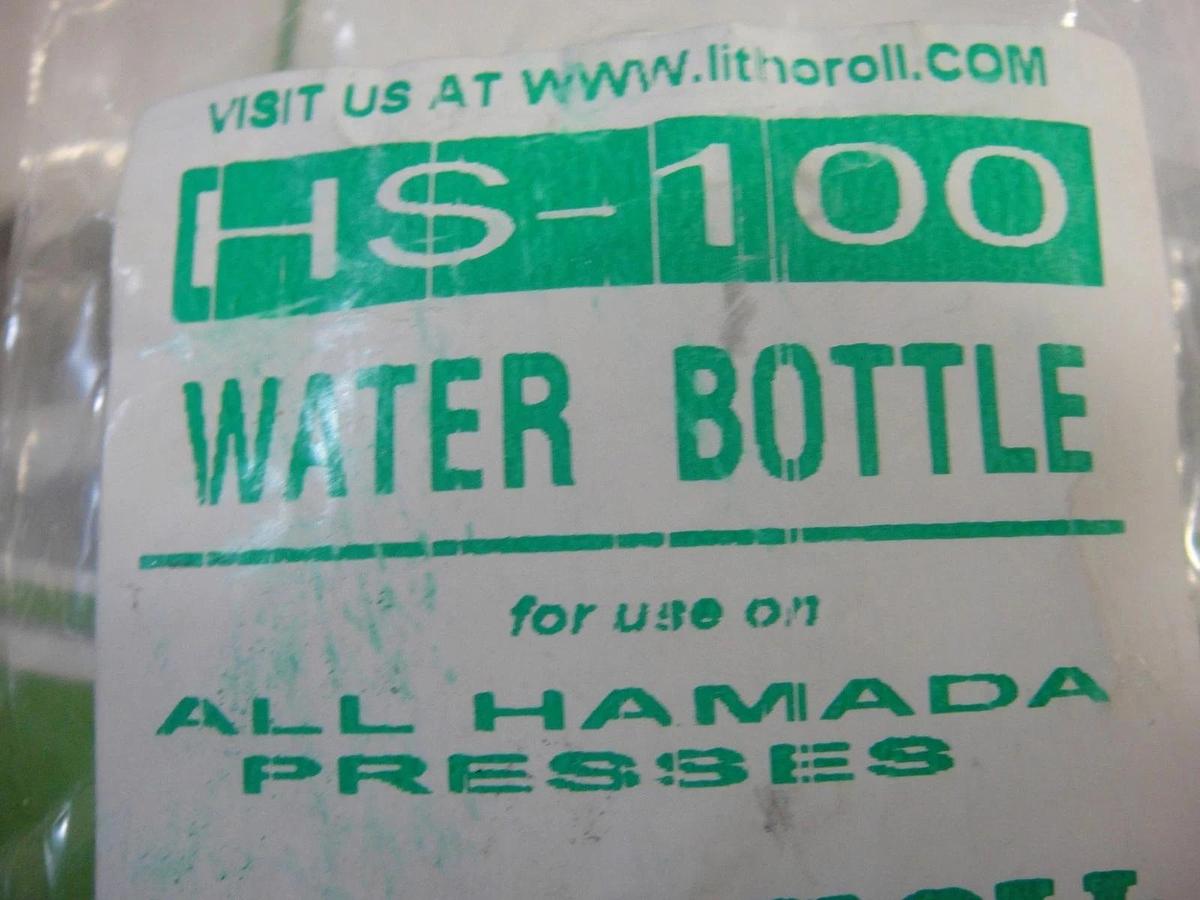 VISIT US AT WWW.lithoroll.COM
HS-100
WATER BOTTLE
for use on
ALL HAMADA
PRESSES